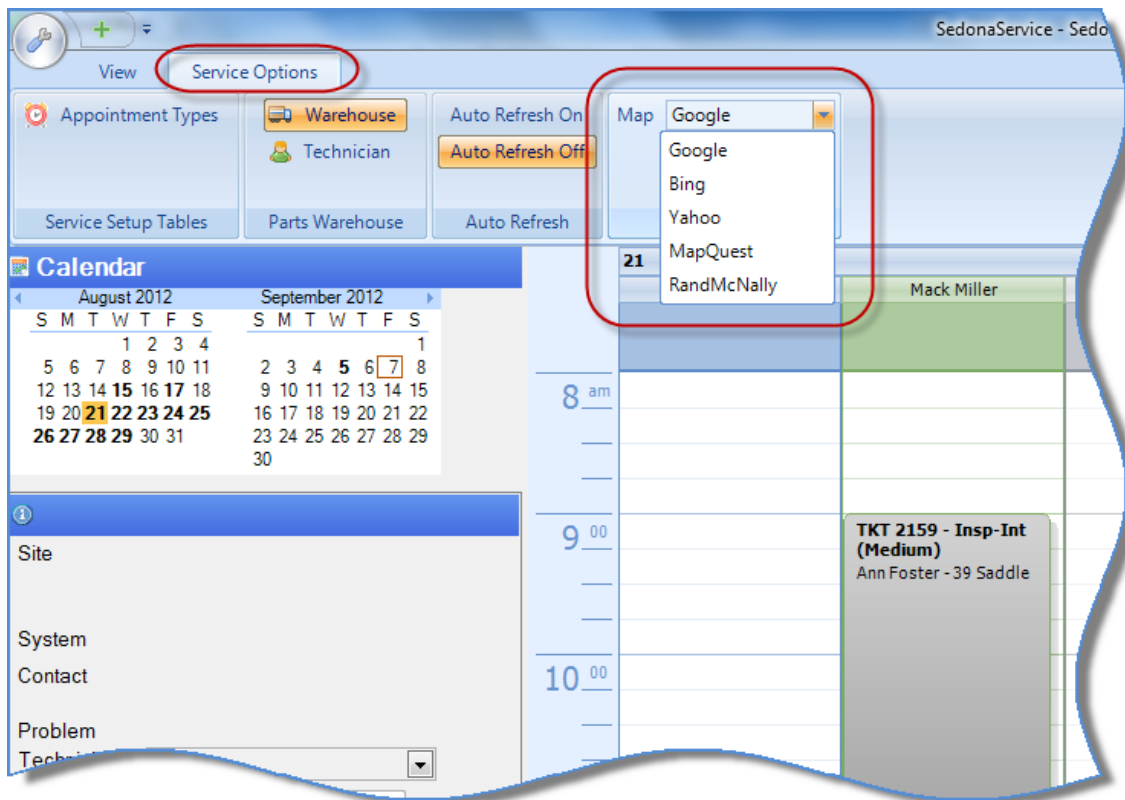 SedonaService - Sedo
View Service Options
Appointment Types Warehouse Auto Refresh On Map Google
Technician Auto Refresh Off Google
Bing
Yahoo
MapQuest
RandMcNally
Service Setup Tables Parts Warehouse Auto Refresh
Calendar 21
Mack Miller
August 2012 September 2012
S M T W T F S S M T W T F S
1 2 3 4 1
5 6 7 8 9 10 11 2 3 4 5 6 7 8
12 13 14 15 16 17 18 9 10 11 12 13 14 15
19 20 21 22 23 24 25 16 17 18 19 20 21 22
26 27 28 29 30 31 23 24 25 26 27 28 29
30
8 am
9 00
10 00
TKT 2159 - Insp-Int
(Medium)
Ann Foster - 39 Saddle
Site
System
Contact
Problem